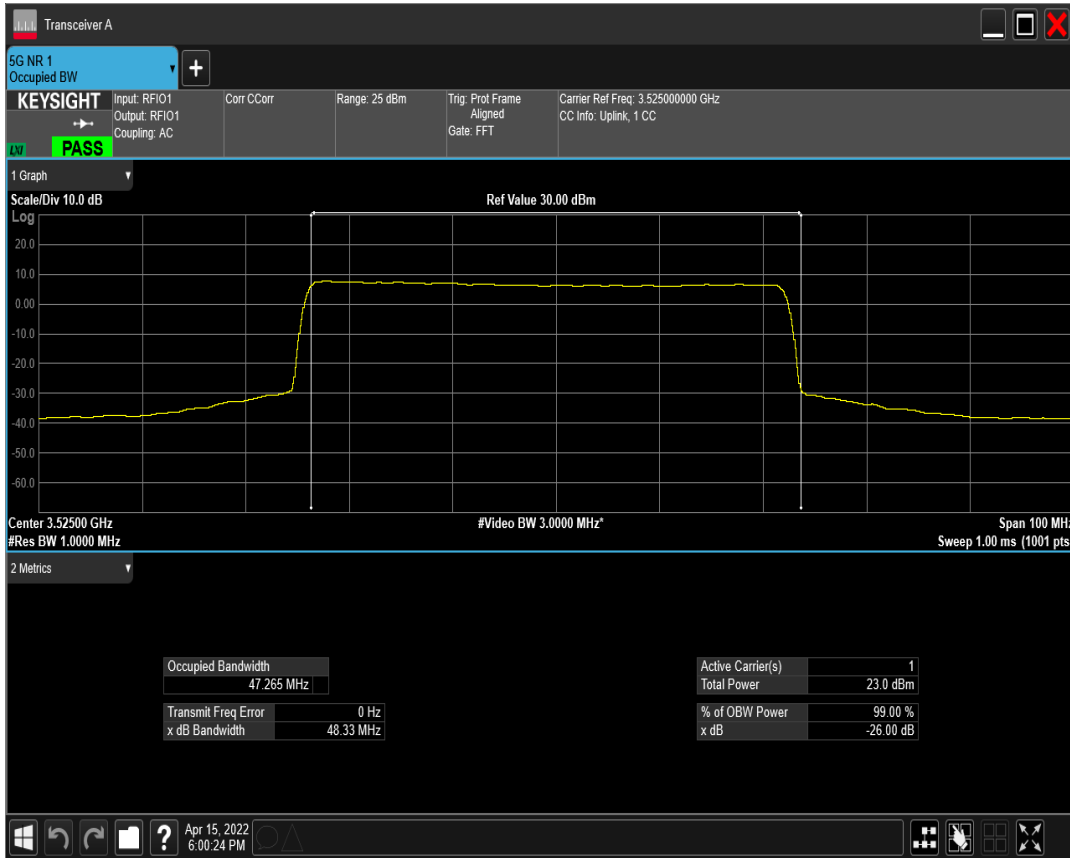 Transceiver A
5G NR 1
Occupied BW
KEYSIGHT
Input: RFIO1
Output: RFIO1
Coupling: AC
LXI
PASS
Corr CCorr
Range: 25 dBm
Trig: Prot Frame
Aligned
Gate: FFT
Carrier Ref Freq: 3.525000000 GHz
CC Info: Uplink, 1 CC
1 Graph
Scale/Div 10.0 dB
Ref Value 30.00 dBm
Log
20.0
10.0
0.00
-10.0
-20.0
-30.0
-40.0
-50.0
-60.0
Center 3.52500 GHz
#Video BW 3.0000 MHz*
Span 100 MHz
#Res BW 1.0000 MHz
Sweep 1.00 ms (1001 pts
2 Metrics
Occupied Bandwidth
47.265 MHz
Transmit Freq Error 0 Hz
x dB Bandwidth 48.33 MHz
Active Carrier(s) 1
Total Power 23.0 dBm
% of OBW Power 99.00 %
x dB -26.00 dB
?
Apr 15, 2022
6:00:24 PM